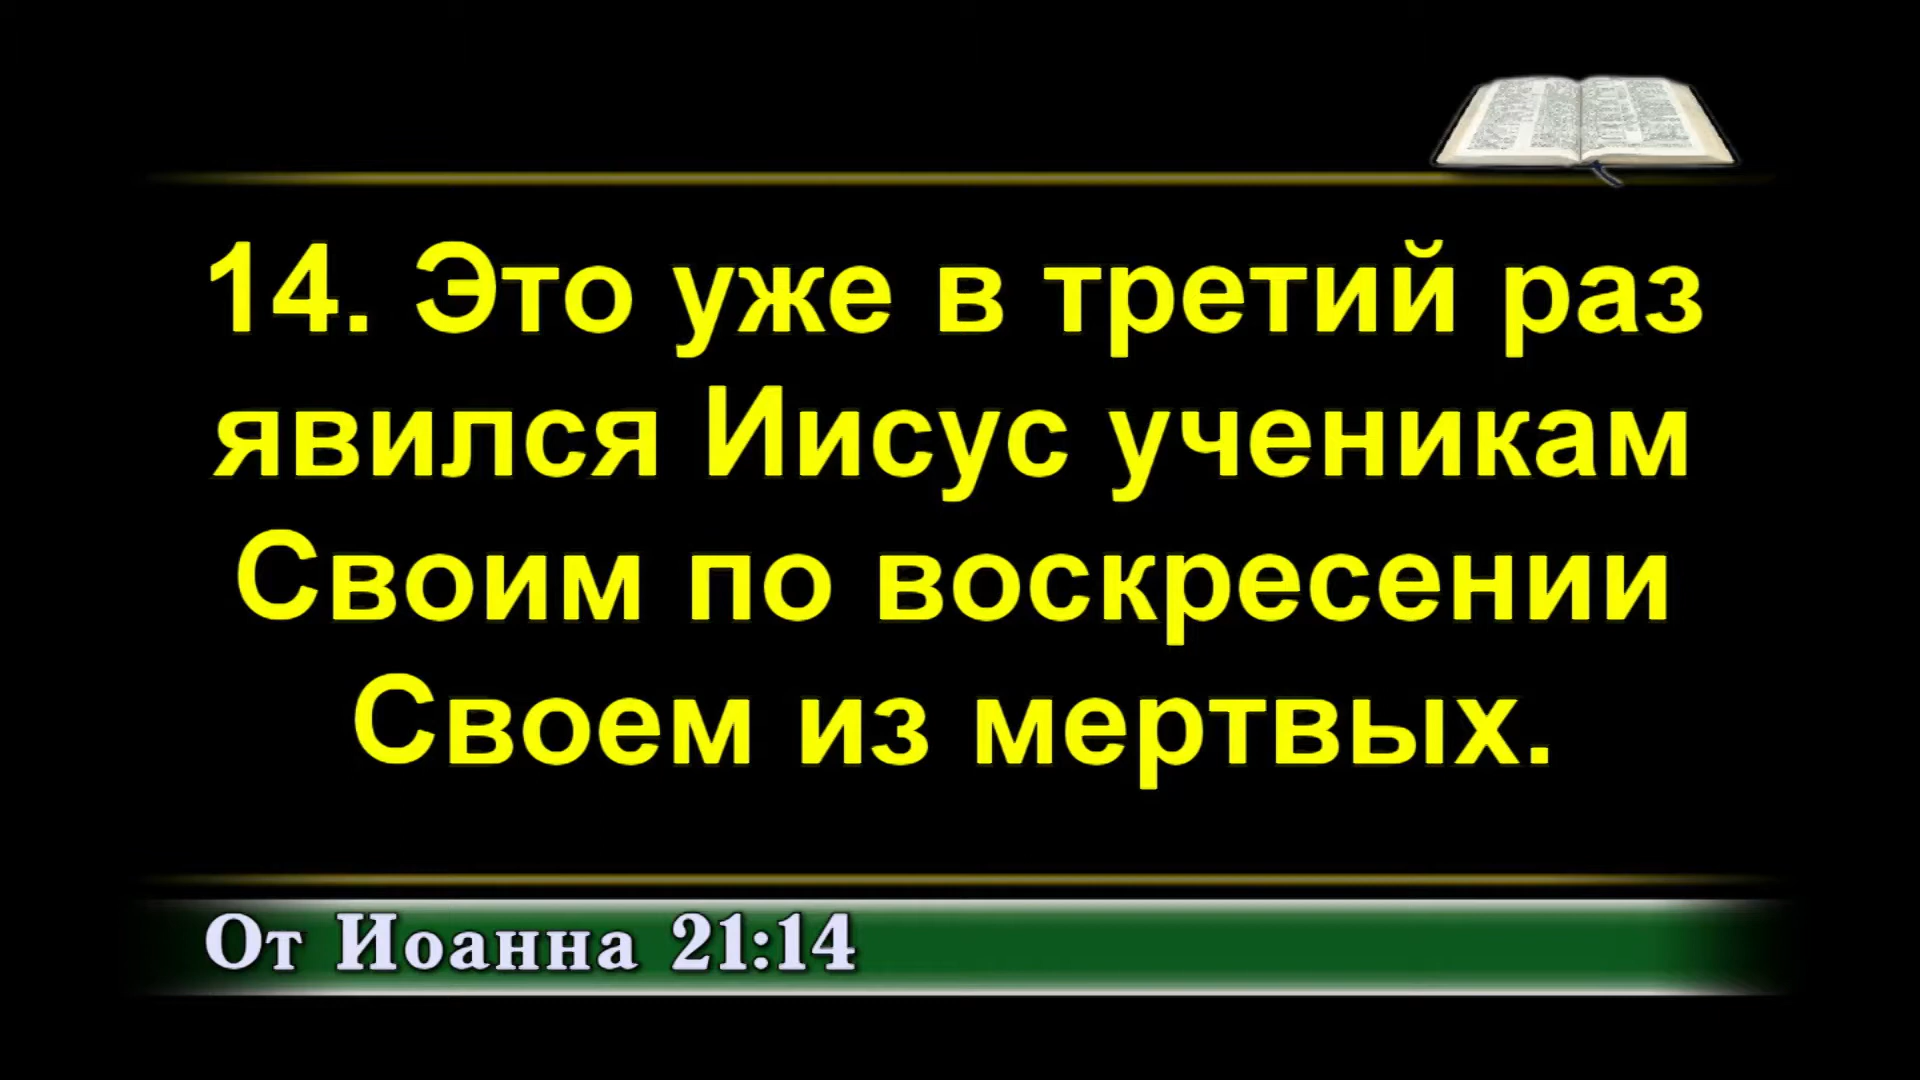 14. Это уже в третий раз
явился Иисус ученикам
Своим по воскресении
Своем из мертвых.
От Иоанна 21:14